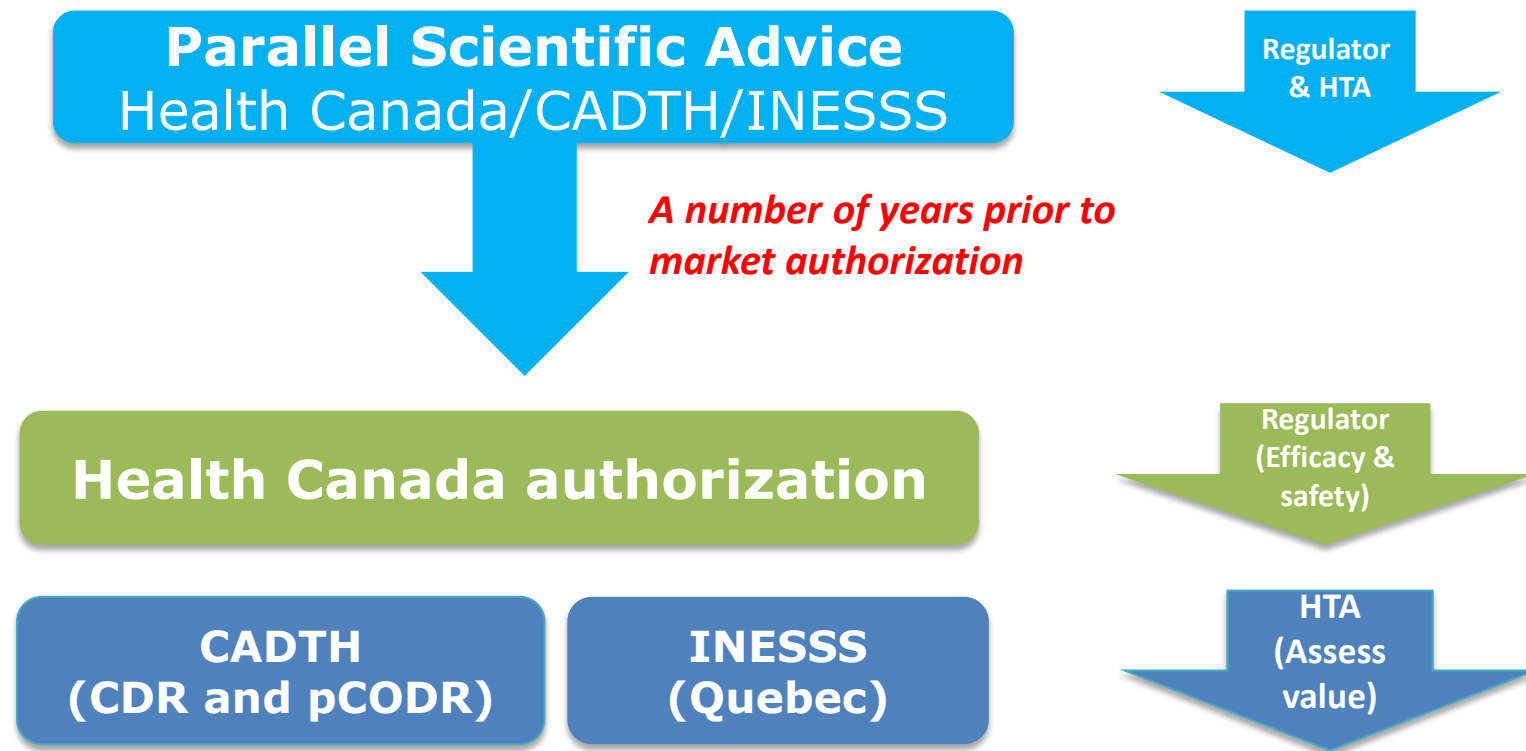 Parallel Scientific Advice
Health Canada/CADTH/INESSS
Regulator
& HTA
A number of years prior to
market authorization
Health Canada authorization
Regulator
(Efficacy &
safety)
CADTH
(CDR and pCODR)
INESSS
(Quebec)
HTA
(Assess
value)